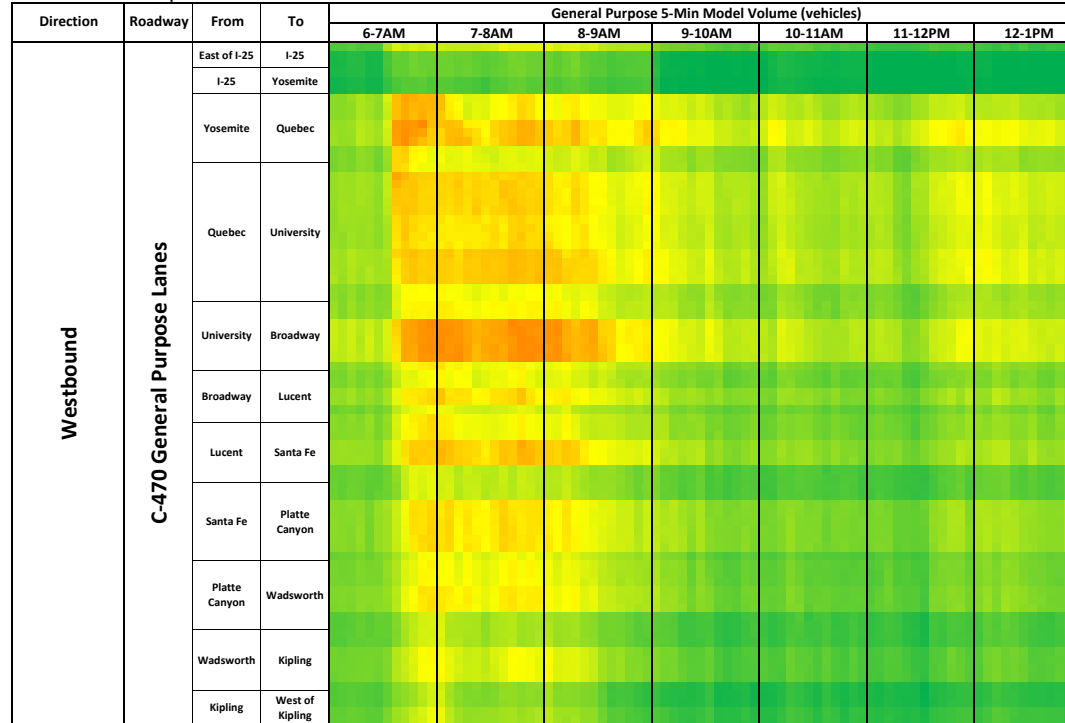 Direction Roadway From To General Purpose 5-Min Model Volume (vehicles)
6-7AM 7-8AM 8-9AM 9-10AM 10-11AM 11-12PM 12-1PM
Westbound
C-470 General Purpose Lanes
East of I-25 I-25
I-25 Yosemite
Yosemite Quebec
Quebec University
University Broadway
Broadway Lucent
Lucent Santa Fe
Santa Fe Platte
Canyon
Platte
Canyon Wadsworth
Wadsworth Kipling
Kipling West of
Kipling